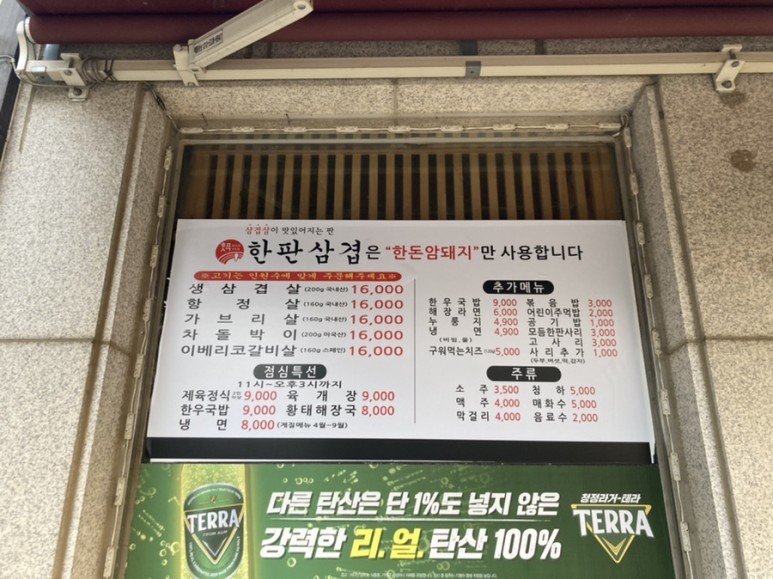 삼겹살이 맛있어지는 판
한판삼겹은 "한돈암돼지"만 사용합니다
※고기는 인원수에 맞게 주문해주세요※
생삼겹살 (200g 국내산) 16,000
항정살 (160g 국내산) 16,000
가브리살 (160g 국내산) 16,000
차돌박이 (200g 미국산) 16,000
이베리코갈비살 (160g 스페인) 16,000
점심특선
11시~오후3시까지
제육정식 9,000 육개장 9,000
한우국밥 9,000 황태해장국 8,000
냉면 8,000 (계절메뉴 4월~9월)
추가메뉴
한우국밥 9,000 볶음밥 3,000
해장라면 6,000 어린이주먹밥 2,000
누룽지 4,900 공기밥 1,000
냉면 4,900 모듬한판사리 3,000
(비빔,물) 고사리 3,000
구워먹는치즈 5,000 사리추가 1,000
(두부,버섯,떡,감자)
주류
소주 3,500 청하 5,000
맥주 4,000 매화수 5,000
막걸리 4,000 음료수 2,000
다른 탄산은 단 1%도 넣지 않은
강력한 리.얼.탄산 100%
청정라거-테라
TERRA
TERRA